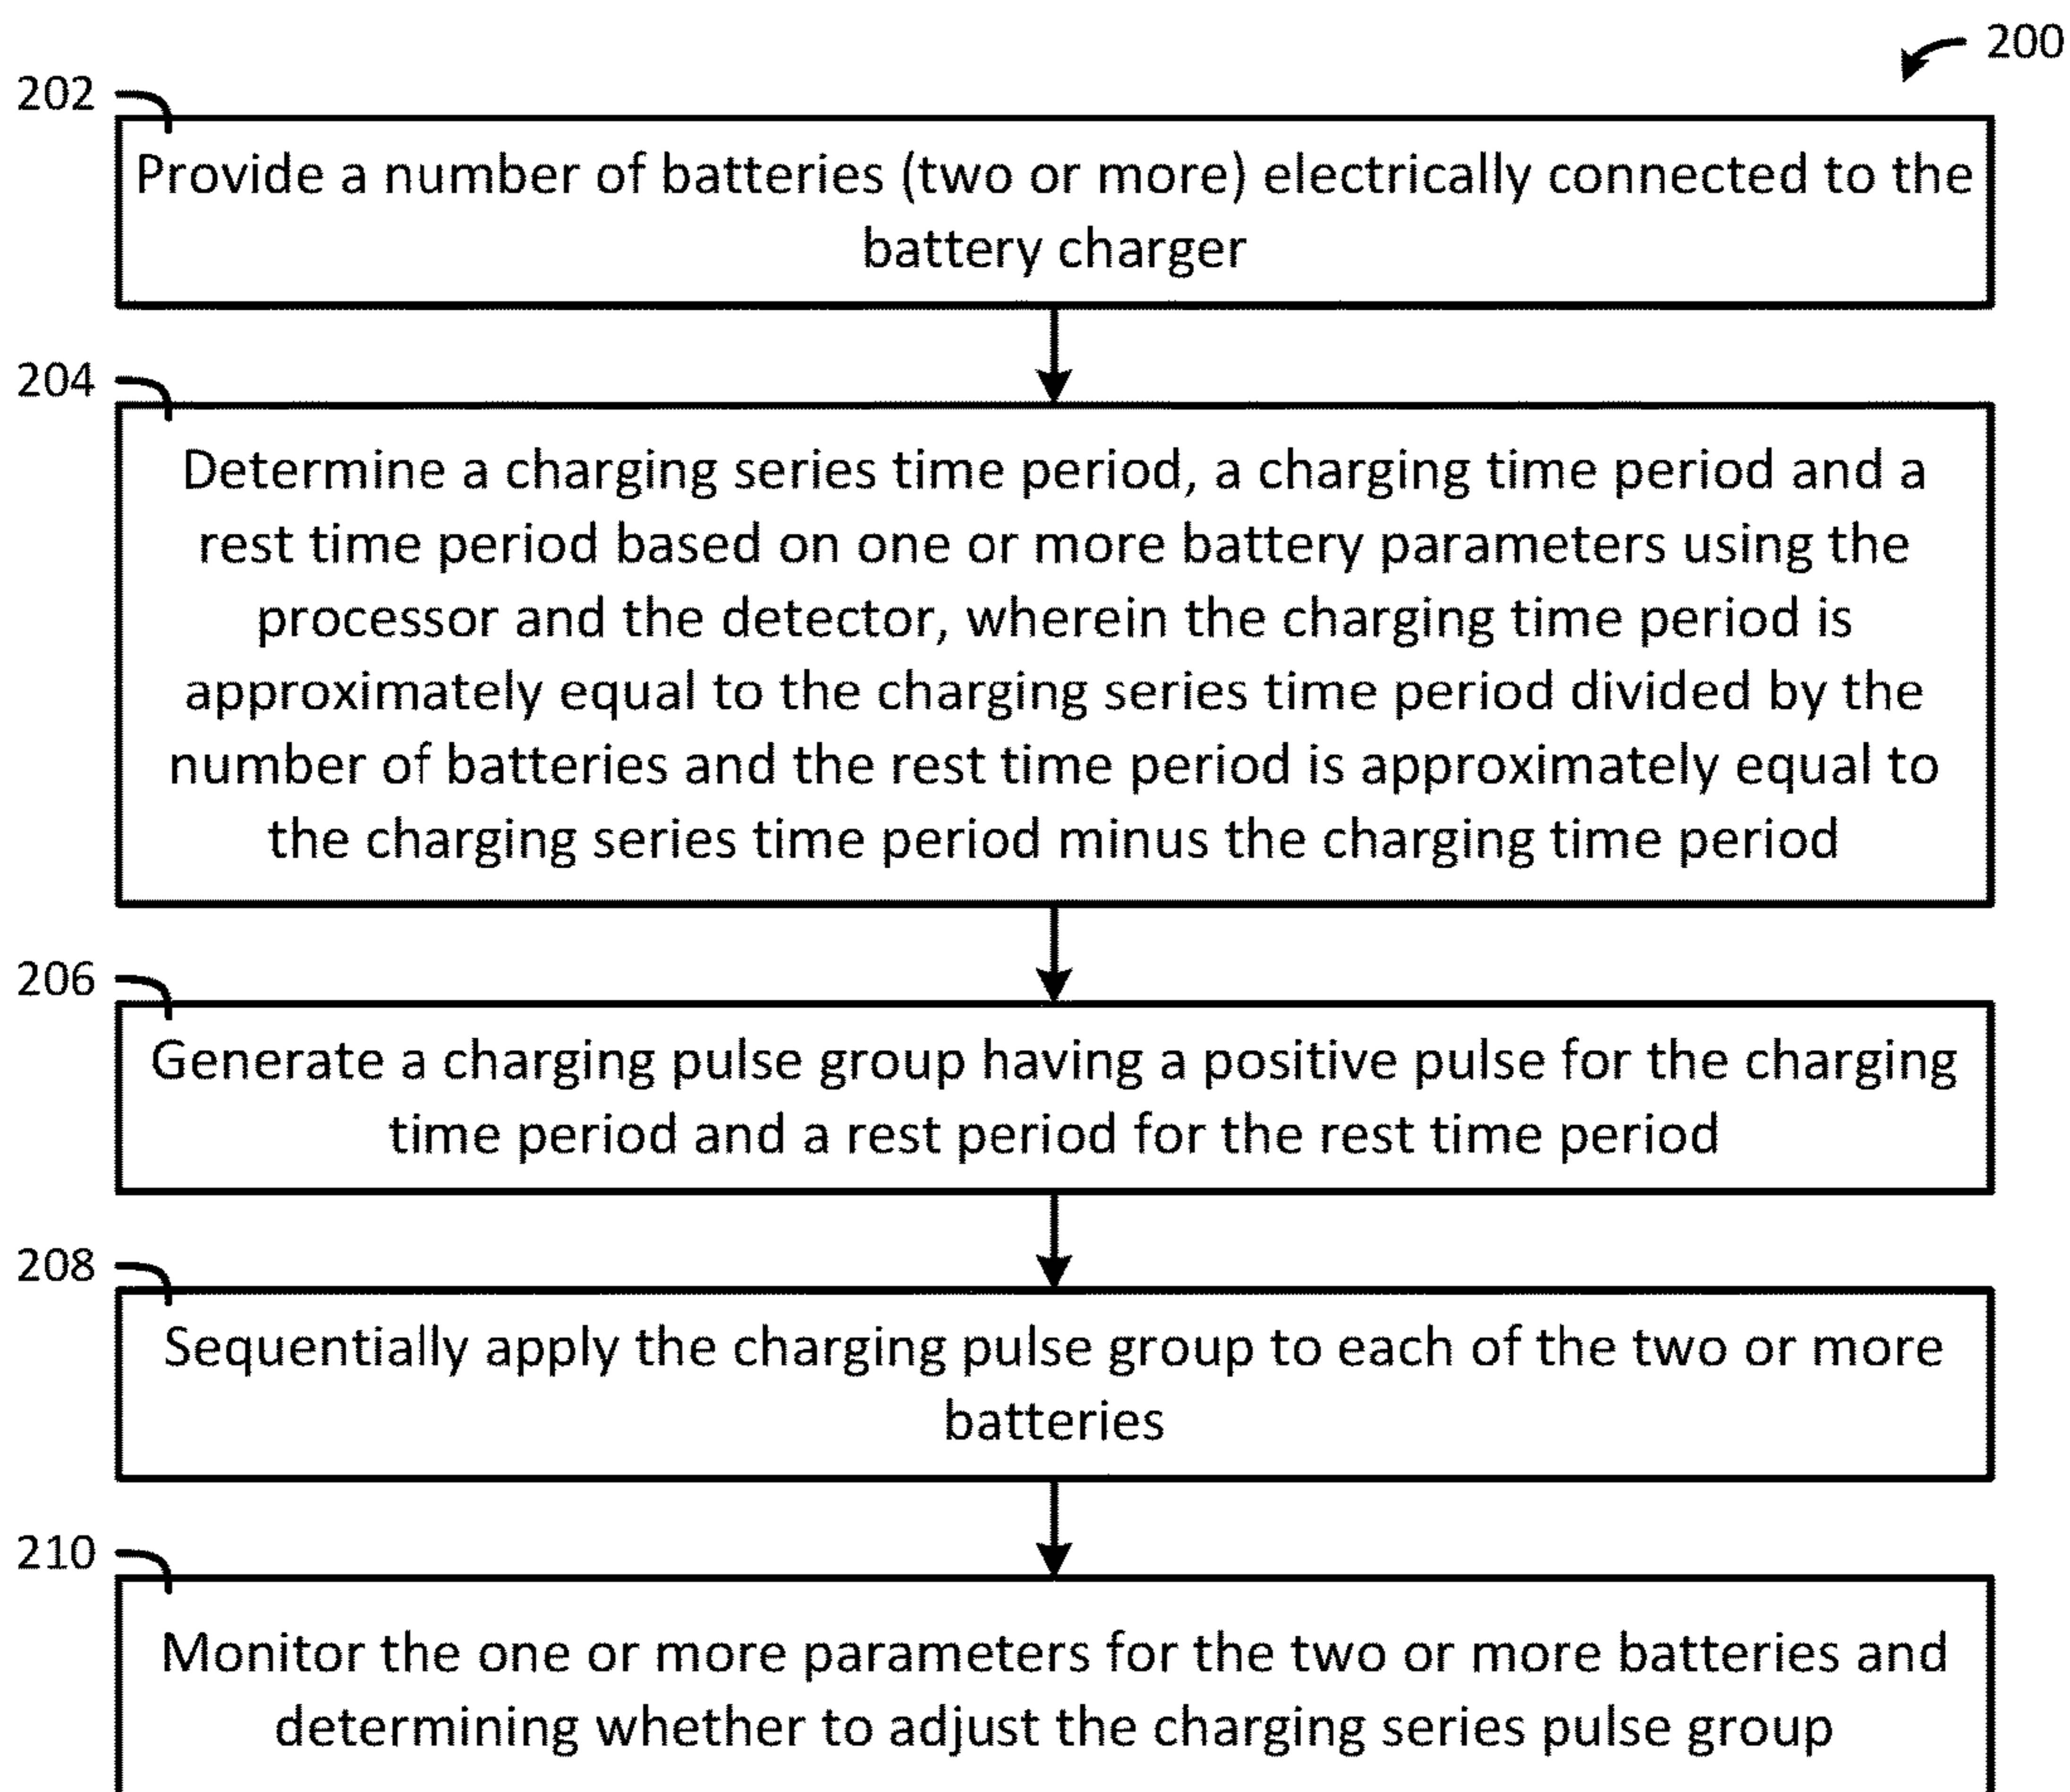 200
202
Provide a number of batteries (two or more) electrically connected to the
battery charger
204
Determine a charging series time period, a charging time period and a
rest time period based on one or more battery parameters using the
processor and the detector, wherein the charging time period is
approximately equal to the charging series time period divided by the
number of batteries and the rest time period is approximately equal to
the charging series time period minus the charging time period
206
Generate a charging pulse group having a positive pulse for the charging
time period and a rest period for the rest time period
208
Sequentially apply the charging pulse group to each of the two or more
batteries
210
Monitor the one or more parameters for the two or more batteries and
determining whether to adjust the charging series pulse group